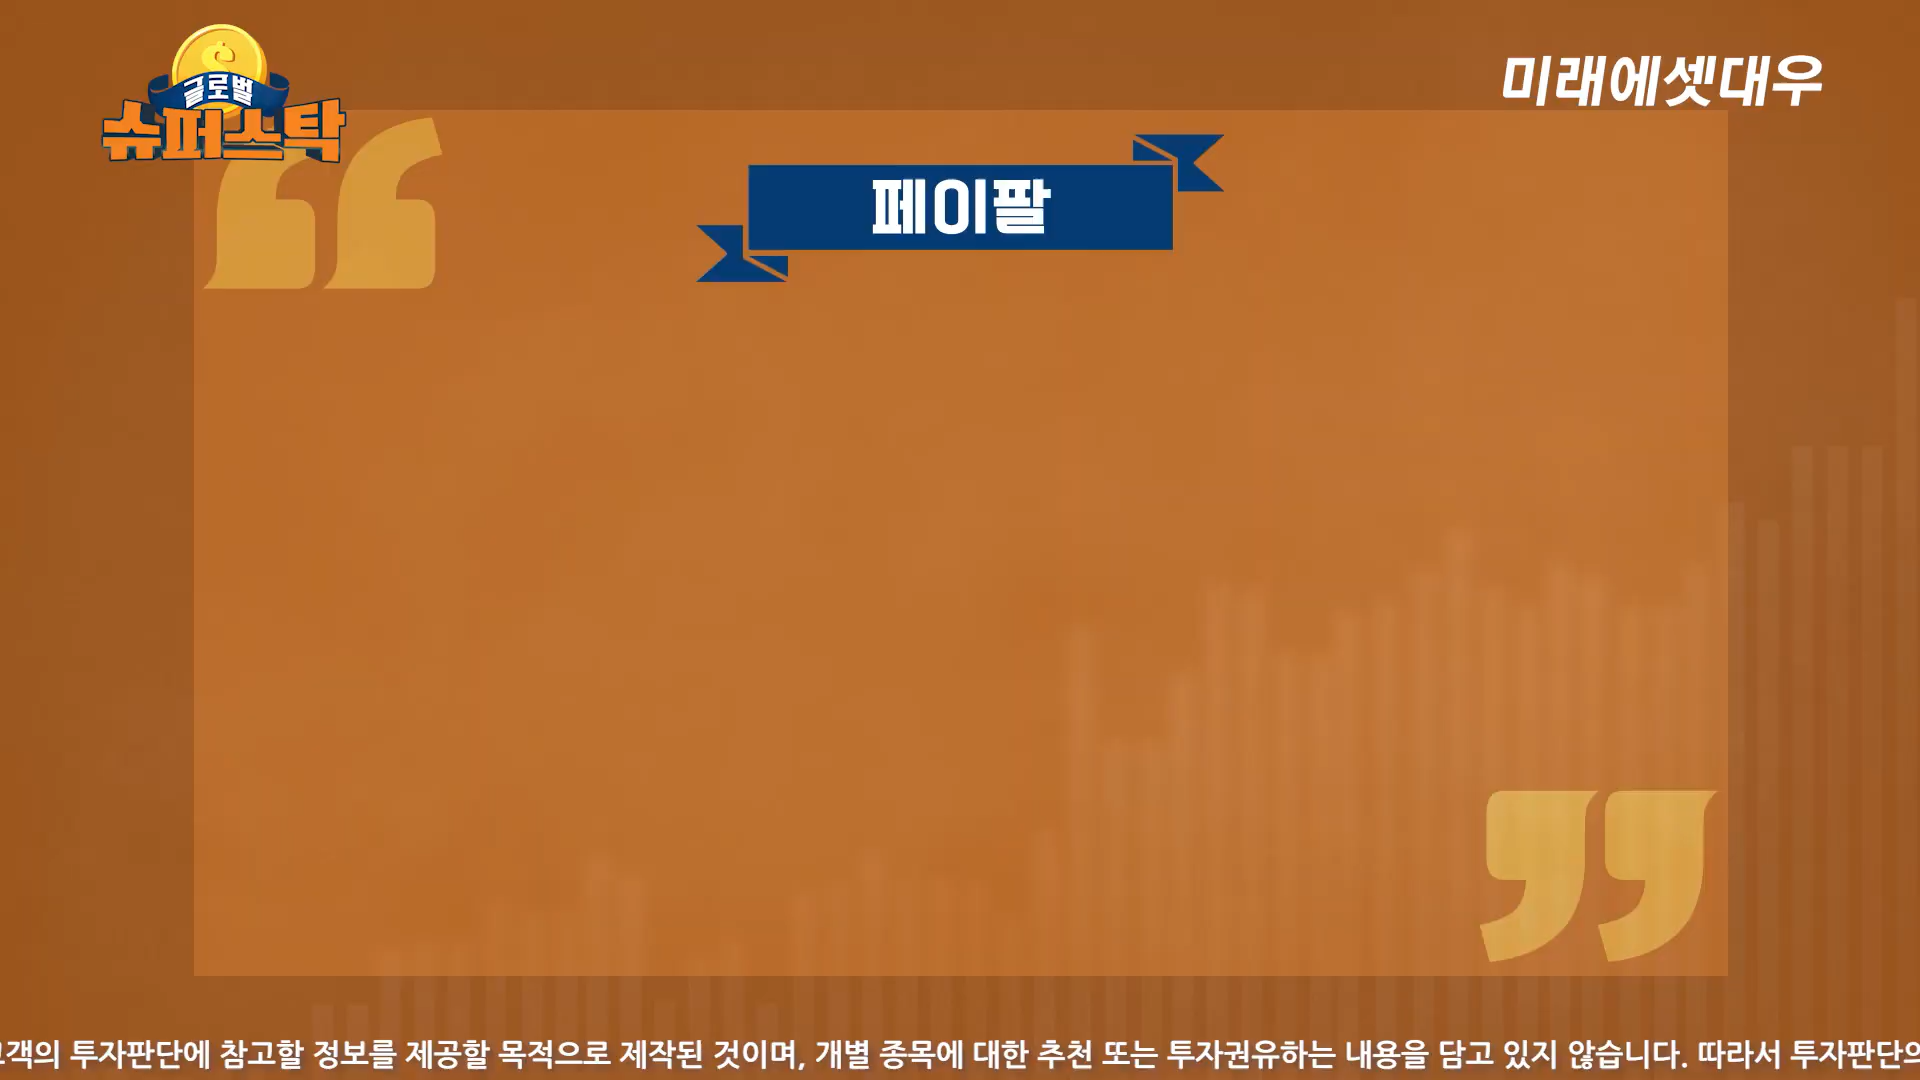 글로벌
슈퍼스탁
미래에셋대우
페이팔
고객의 투자판단에 참고할 정보를 제공할 목적으로 제작된 것이며, 개별 종목에 대한 추천 또는 투자권유하는 내용을 담고 있지 않습니다. 따라서 투자판단의